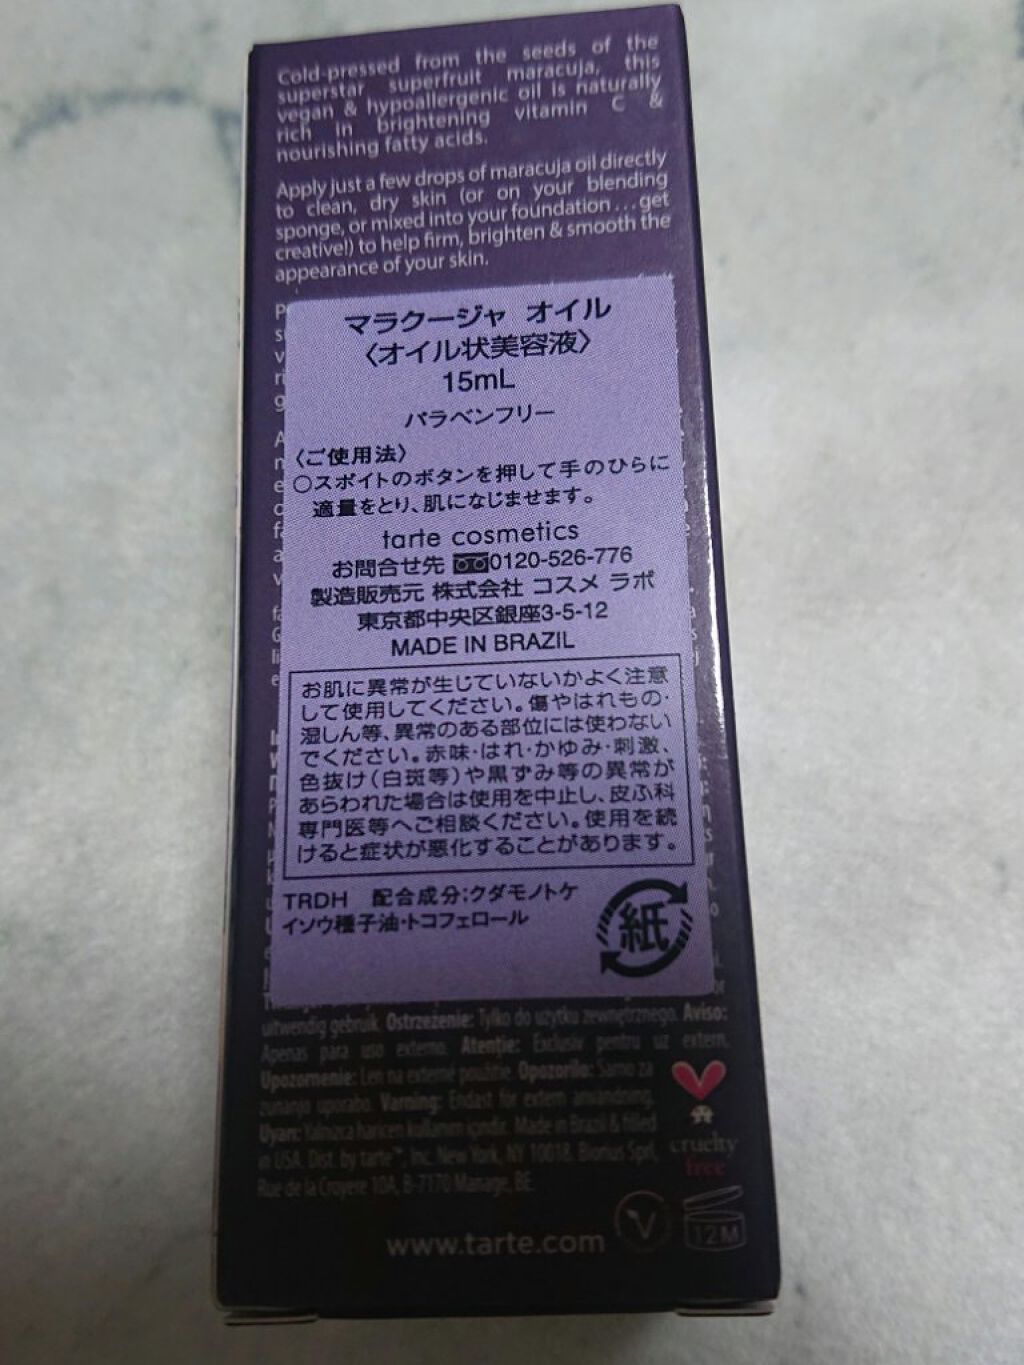 Cold-pressed from the seeds of the
superstar superfruit maracuja, this
vegan & hypoallergenic oil is naturally
rich in brightening vitamin C &
nourishing fatty acids.
Apply just a few drops of maracuja oil directly
to clean, dry skin (or on your blending
sponge, or mixed into your foundation...get
creative!) to help firm, brighten & smooth the
appearance of your skin.
マラクージャ オイル
〈オイル状美容液〉
15mL
パラベンフリー
〈ご使用法〉
○スポイトのボタンを押して手のひらに
適量をとり、肌になじませます。
tarte cosmetics
お問合せ先 0120-526-776
製造販売元 株式会社 コスメ ラボ
東京都中央区銀座3-5-12
MADE IN BRAZIL
お肌に異常が生じていないかよく注意
して使用してください。傷やはれもの・
湿しん等、異常のある部位には使わない
でください。赤味・はれ・かゆみ・刺激、
色抜け(白斑等)や黒ずみ等の異常が
あらわれた場合は使用を中止し、皮ふ科
専門医等へご相談ください。使用を続
けると症状が悪化することがあります。
TRDH 配合成分:クダモノトケ
イソウ種子油・トコフェロール
紙
uitwendig gebruik. Ostrzeżenie: Tylko do użytku zewnętrznego. Aviso:
Apenas para uso externo. Atenție: Exclusiv pentru uz extern.
Upozornenie: Len na externé použitie. Opozorilo: Samo za
zunanjo uporabo. Varning: Endast för extern användning.
Uyarı: Yalnızca haricen kullanım içindir. Made in Brazil & filled
in USA. Dist. by tarte™, Inc. New York, NY 10018. Bionius Sprl,
Rue de la Croyere 10A, B-7170 Manage, BE.
cruelty
free
www.tarte.com
V
12M